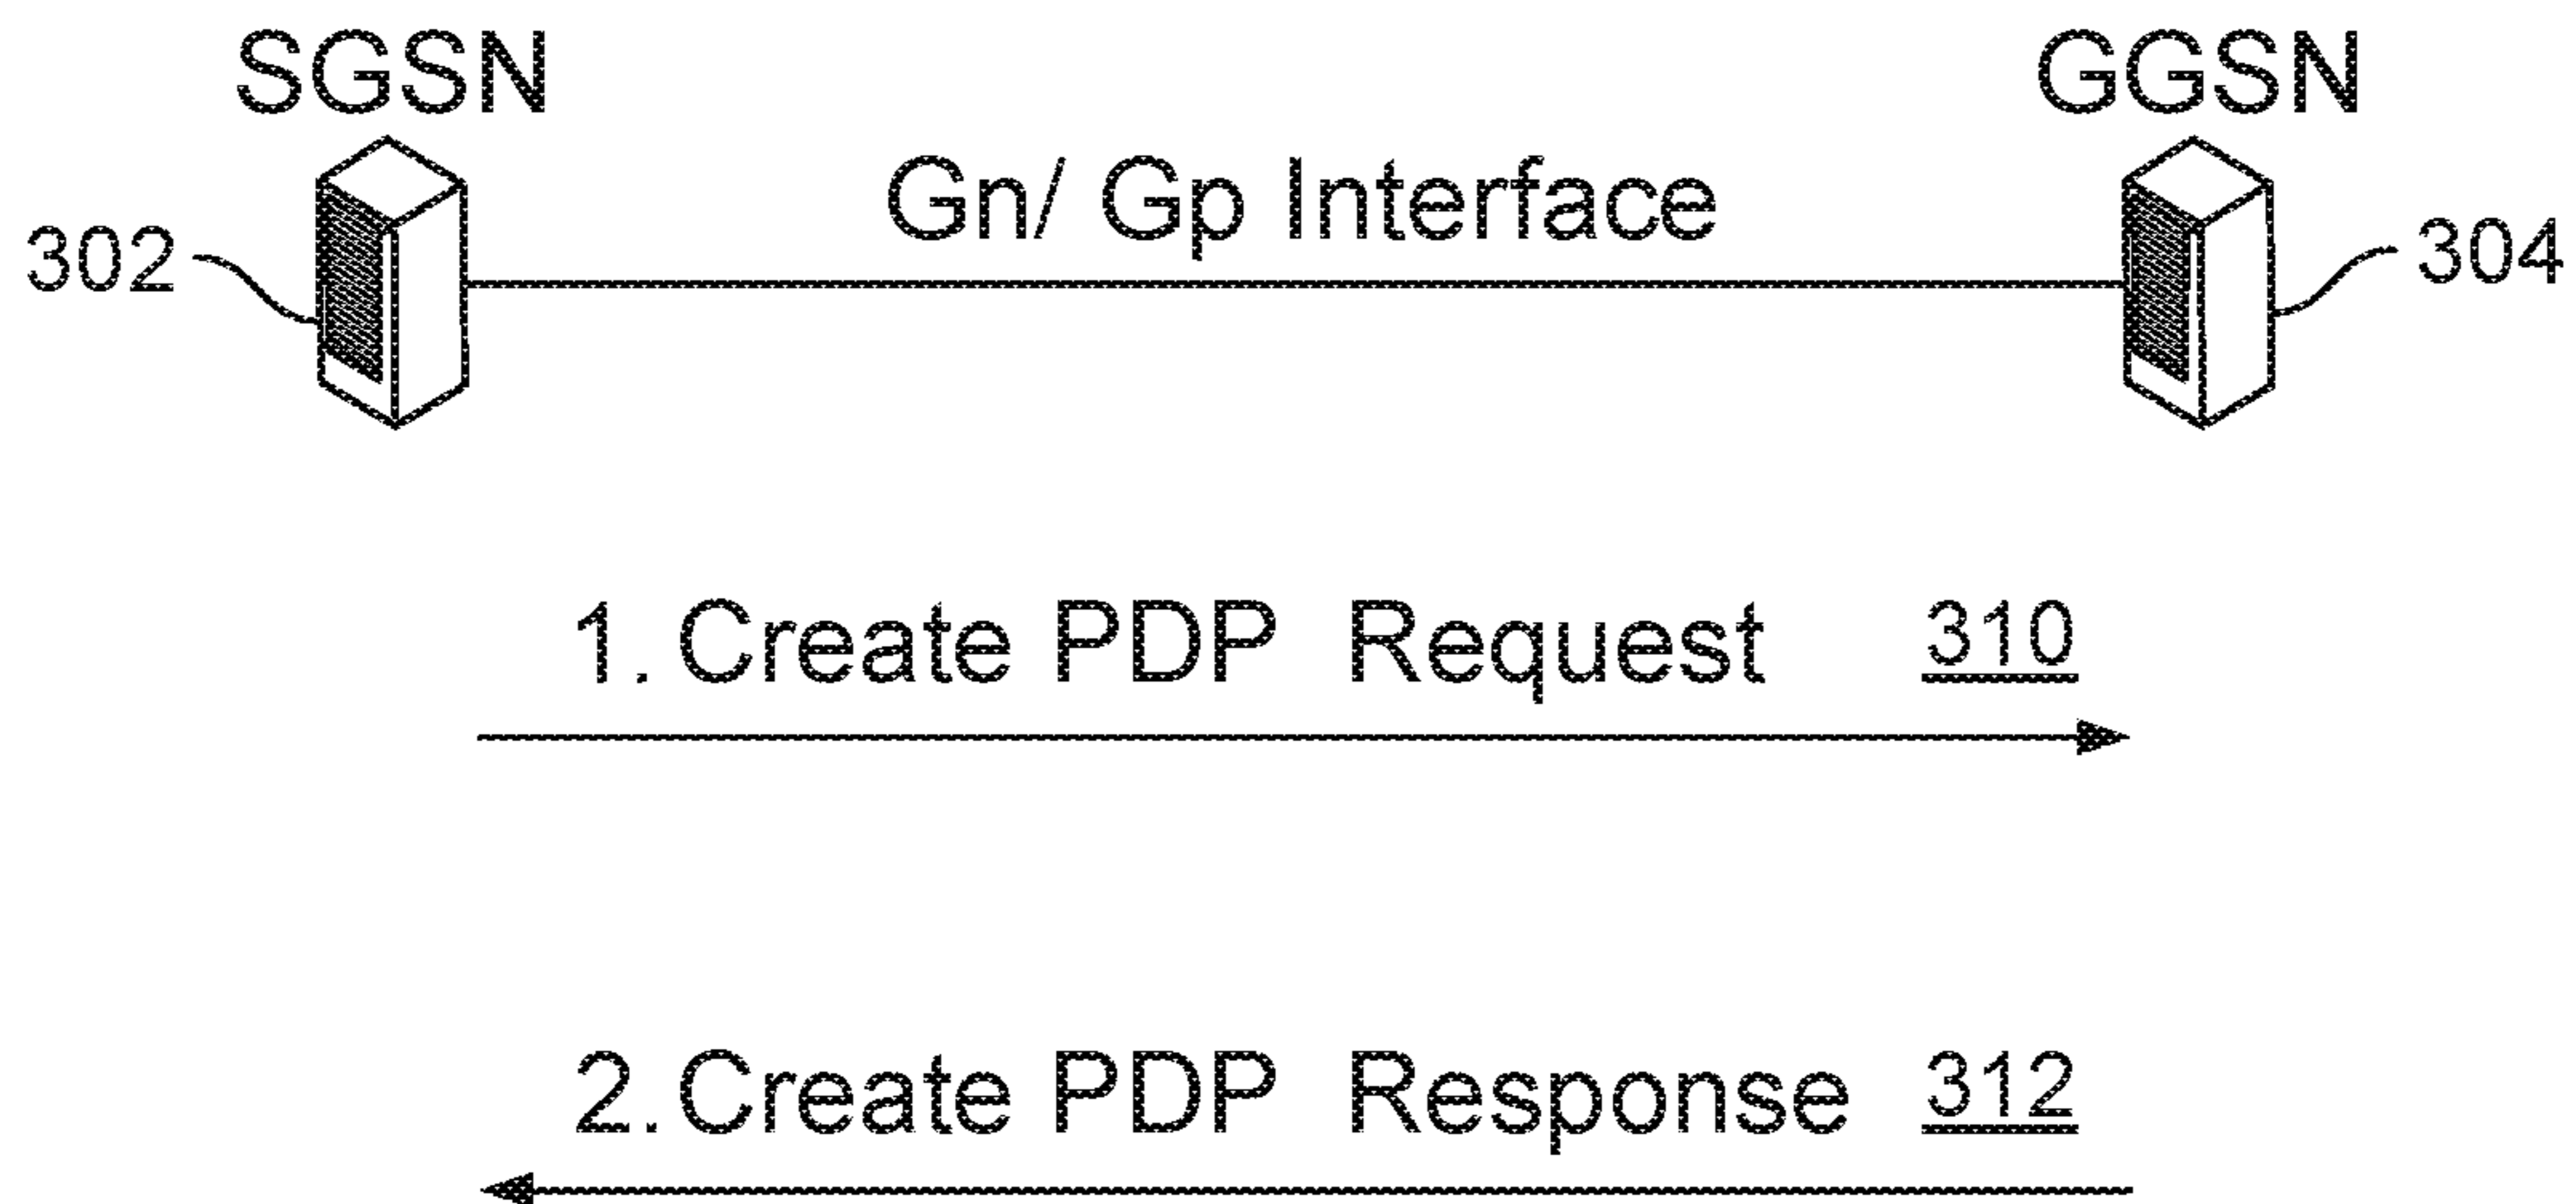 SGSN
GGSN
Gn/ Gp Interface
302
304
1. Create PDP Request 310
2. Create PDP Response 312